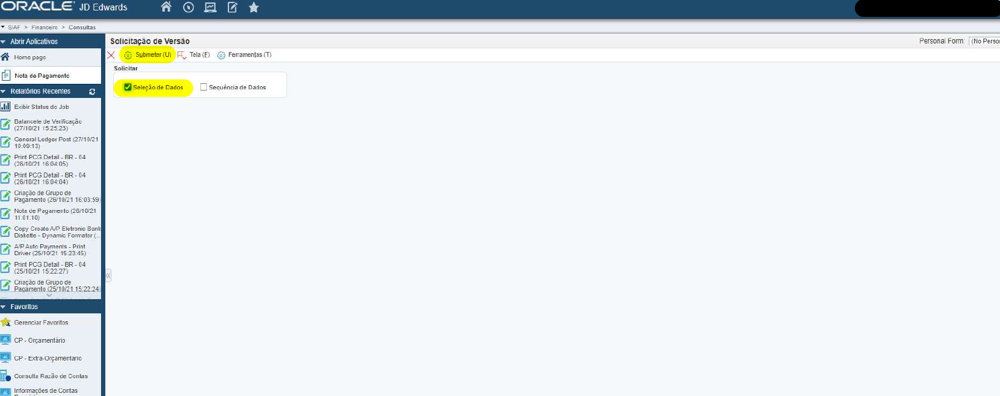 ORACLE JD Edwards
SIAF > Financeiro > Consultas
Abrir Aplicativos
Home page
Nota de Pagamento
Relatórios Recentes
Exibir Status do Job
Balancete de Verificação
(27/10/21 15:25:23)
General Ledger Post (27/10/21
10:09:13)
Print PCG Detail - BR - 04
(26/10/21 16:04:05)
Print PCG Detail - BR - 04
(26/10/21 16:04:04)
Criação de Grupo de
Pagamento (26/10/21 16:03:59)
Nota de Pagamento (26/10/21
11:01:10)
Copy Create A/P Eletronic Bank
Diskette - Dynamic Formater (...
A/P Auto Payments - Print
Driver (25/10/21 15:23:45)
Print PCG Detail - BR - 04
(25/10/21 15:22:27)
Criação de Grupo de
Pagamento (25/10/21 15:22:24)
Favoritos
Gerenciar Favoritos
CP - Orçamentário
CP - Extra-Orçamentário
Consulta Razão de Contas
Informações de Contas
Solicitação de Versão
Personal Form: (No Perso
Submeter (U) Tela (F) Ferramentas (T)
Solicitar
Seleção de Dados Sequência de Dados